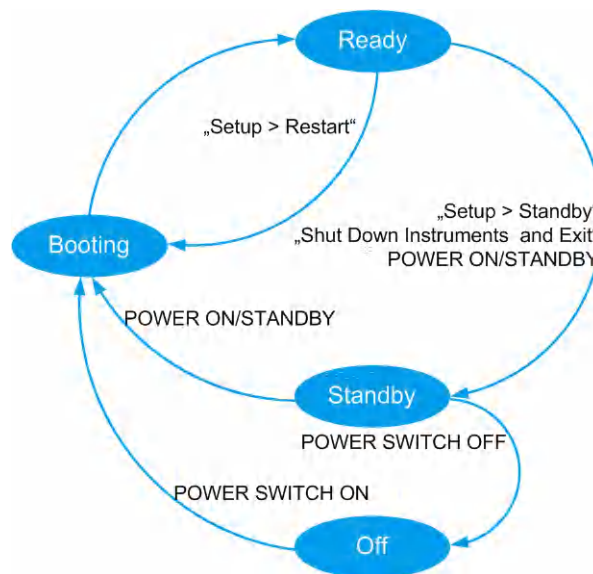 Ready
„Setup > Restart“
„Setup > Standby“
„Shut Down Instruments and Exit“
POWER ON/STANDBY
Booting
POWER ON/STANDBY
Standby
POWER SWITCH OFF
POWER SWITCH ON
Off